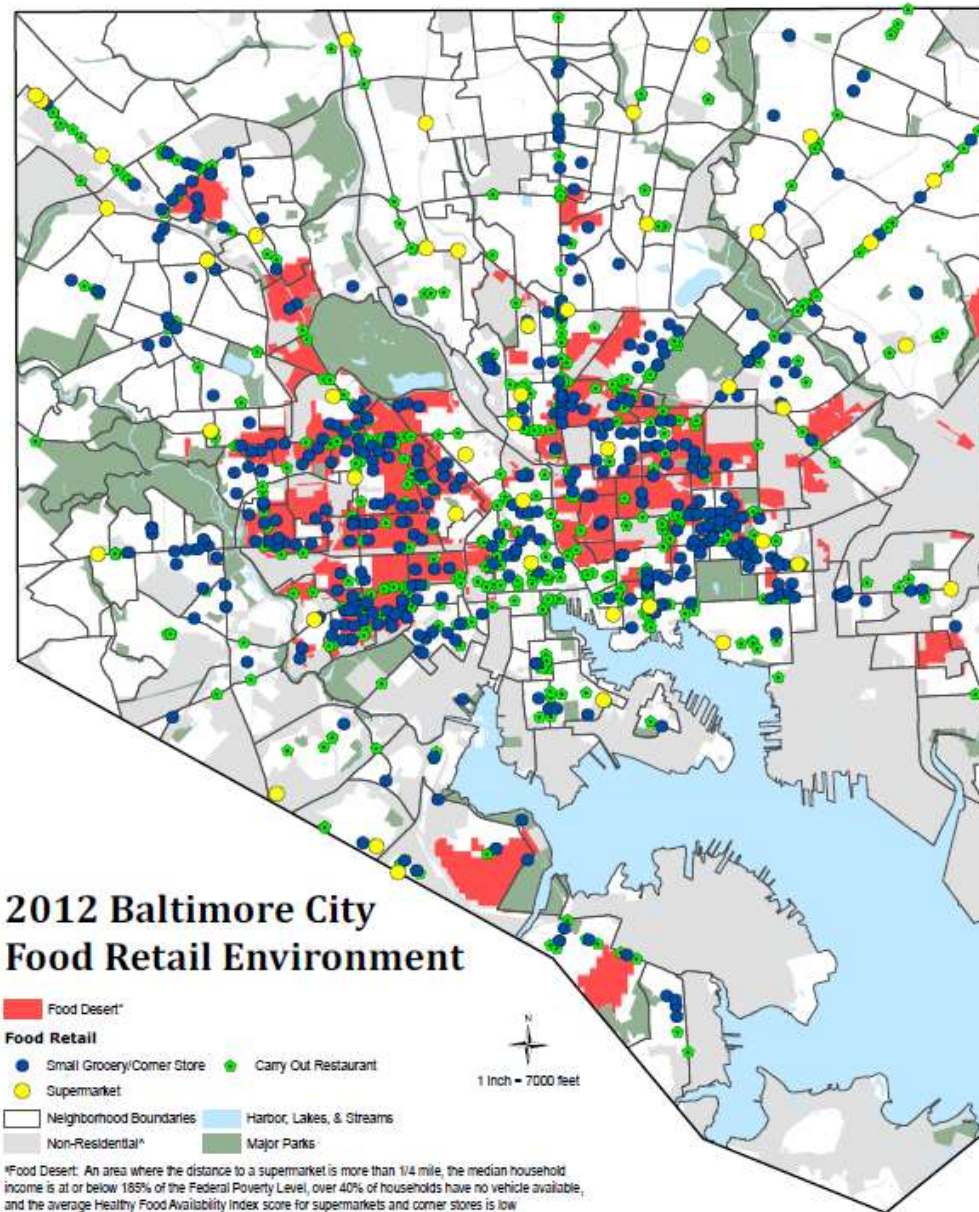 2012 Baltimore City
Food Retail Environment
Food Desert*
Food Retail
Small Grocery/Corner Store
Carry Out Restaurant
Supermarket
Neighborhood Boundaries
Harbor, Lakes, & Streams
Non-Residential^
Major Parks
N
1 inch = 7000 feet
*Food Desert: An area where the distance to a supermarket is more than 1/4 mile, the median household
income is at or below 185% of the Federal Poverty Level, over 40% of households have no vehicle available,
and the average Healthy Food Availability Index score for supermarkets and corner stores is low